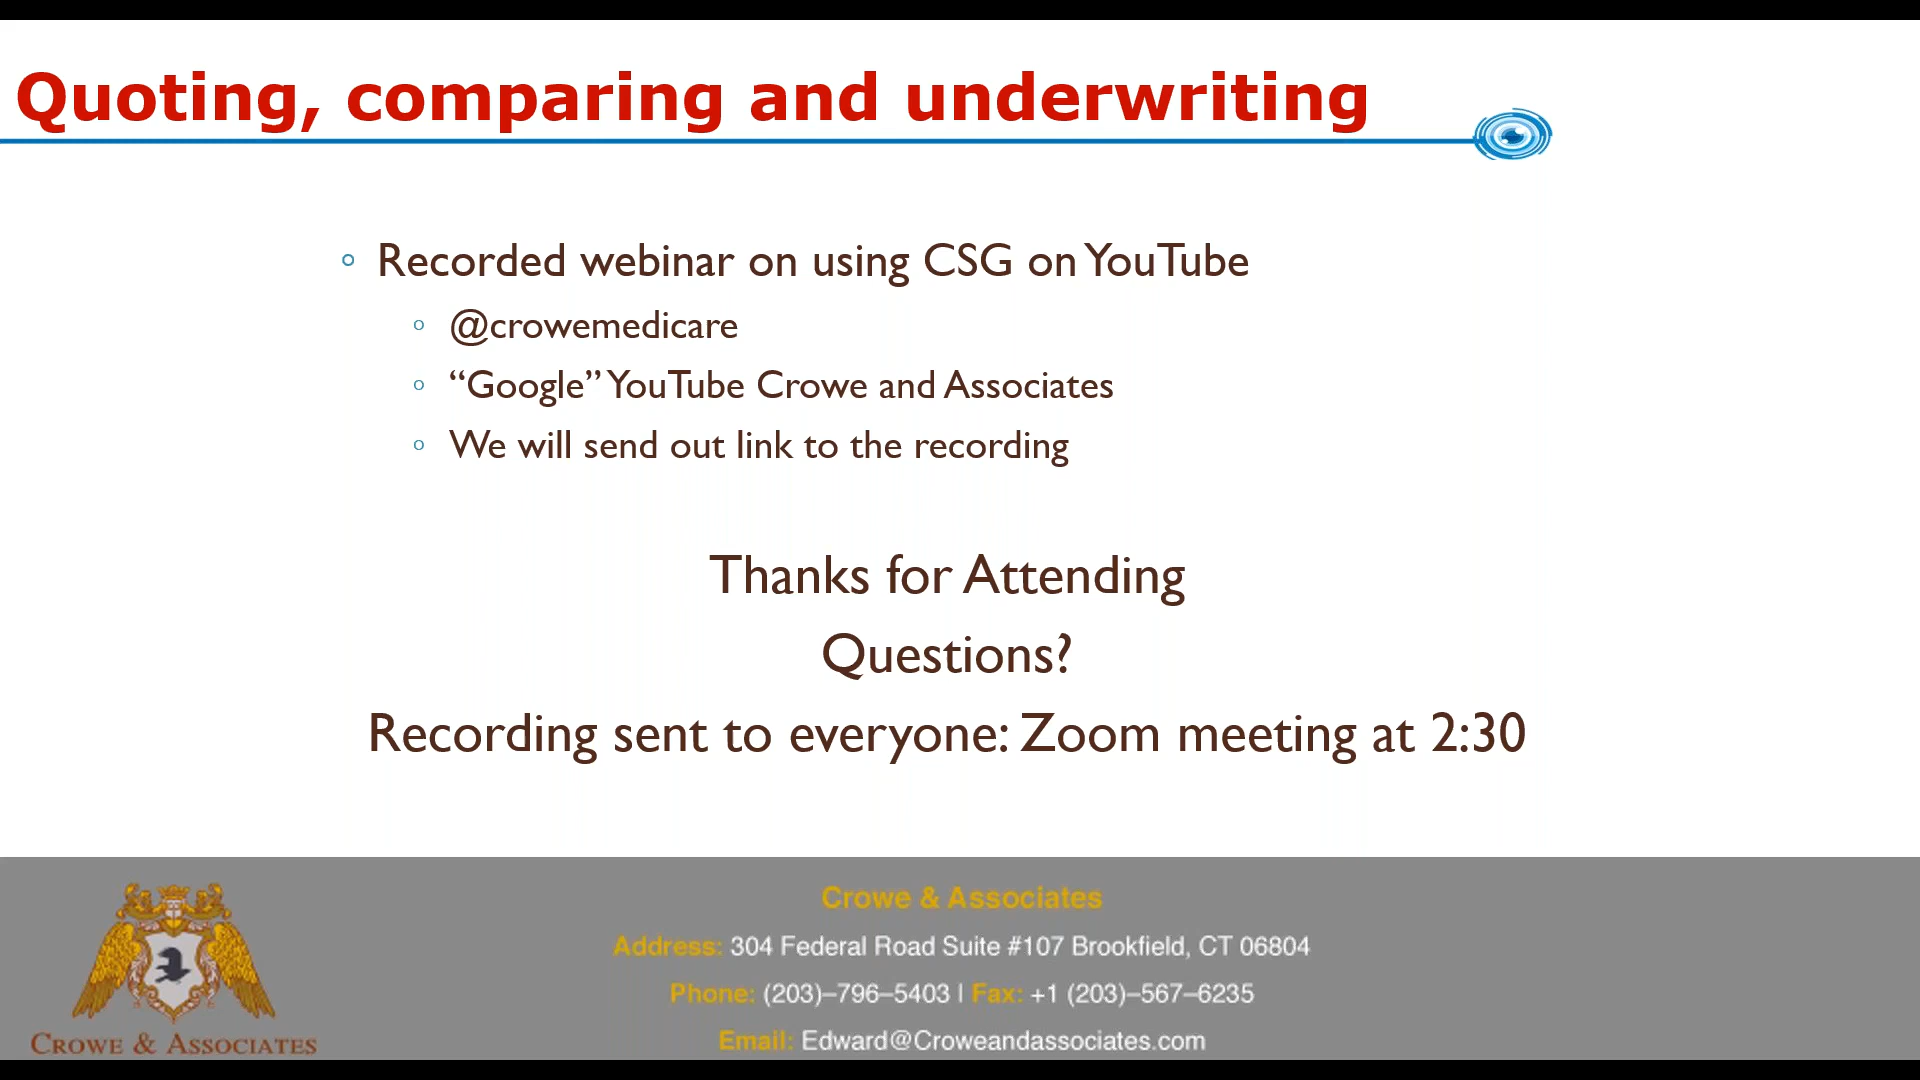 Quoting, comparing and underwriting
Recorded webinar on using CSG on YouTube
@crowemedicare
“Google” YouTube Crowe and Associates
We will send out link to the recording
Thanks for Attending
Questions?
Recording sent to everyone: Zoom meeting at 2:30
Crowe & Associates
Address: 304 Federal Road Suite #107 Brookfield, CT 06804
Phone: (203)–796–5403 | Fax: +1 (203)–567–6235
Email: Edward@Croweandassociates.com
Crowe & Associates